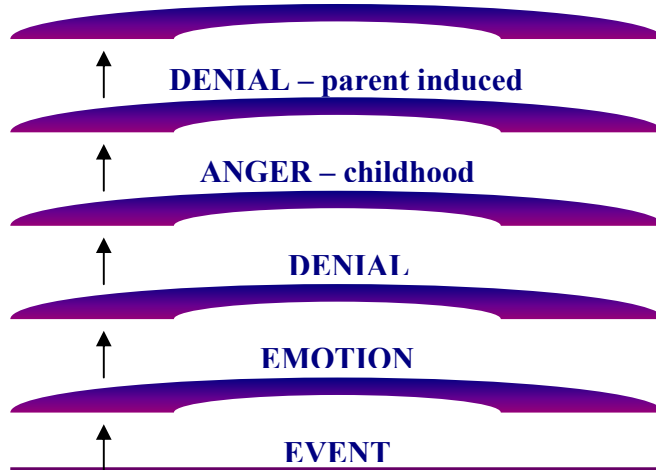 DENIAL – parent induced
ANGER – childhood
DENIAL
EMOTION
EVENT